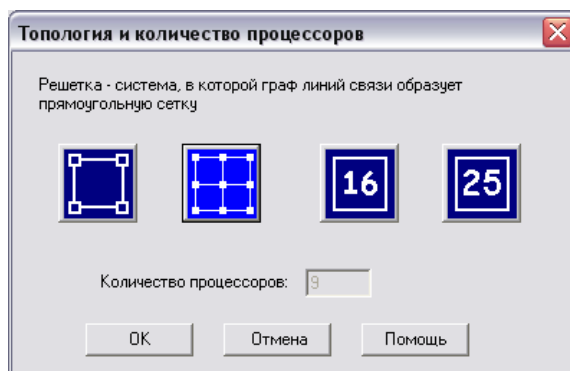 Топология и количество процессоров
Решетка - система, в которой граф линий связи образует
прямоугольную сетку
16
25
Количество процессоров:
9
OK
Отмена
Помощь